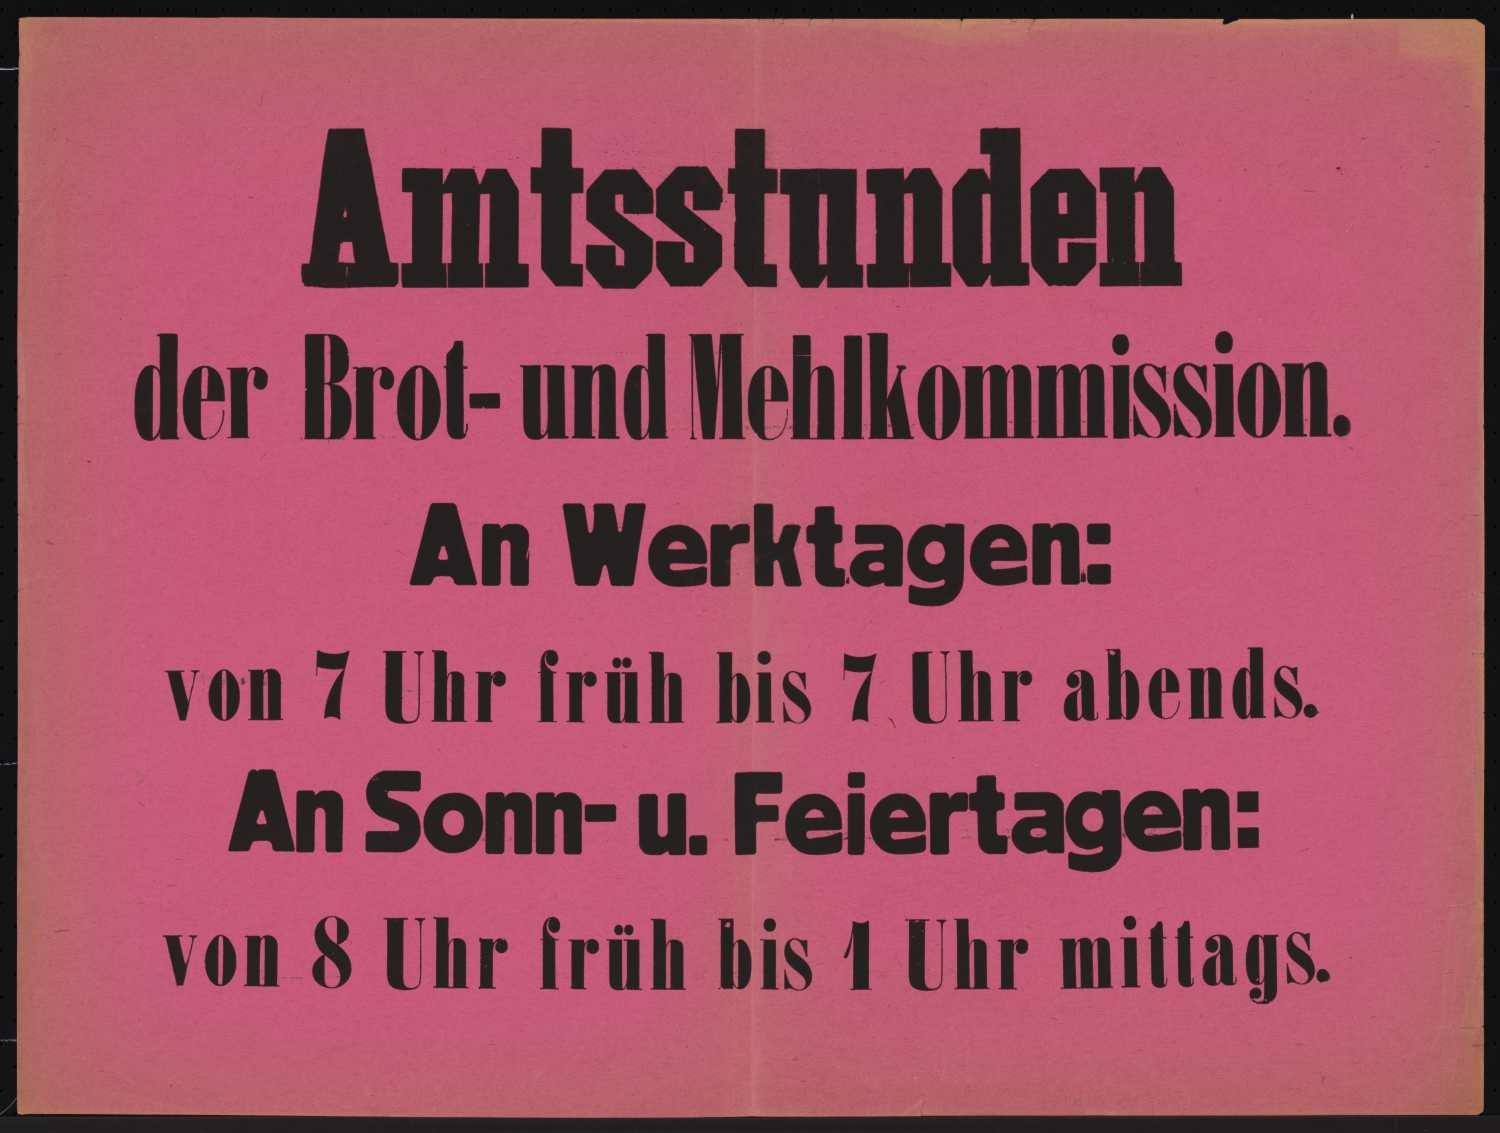 Amtsstunden
der Brot- und Mehlkommission.
An Werktagen:
von 7 Uhr früh bis 7 Uhr abends.
An Sonn- u. Feiertagen:
von 8 Uhr früh bis 1 Uhr mittags.